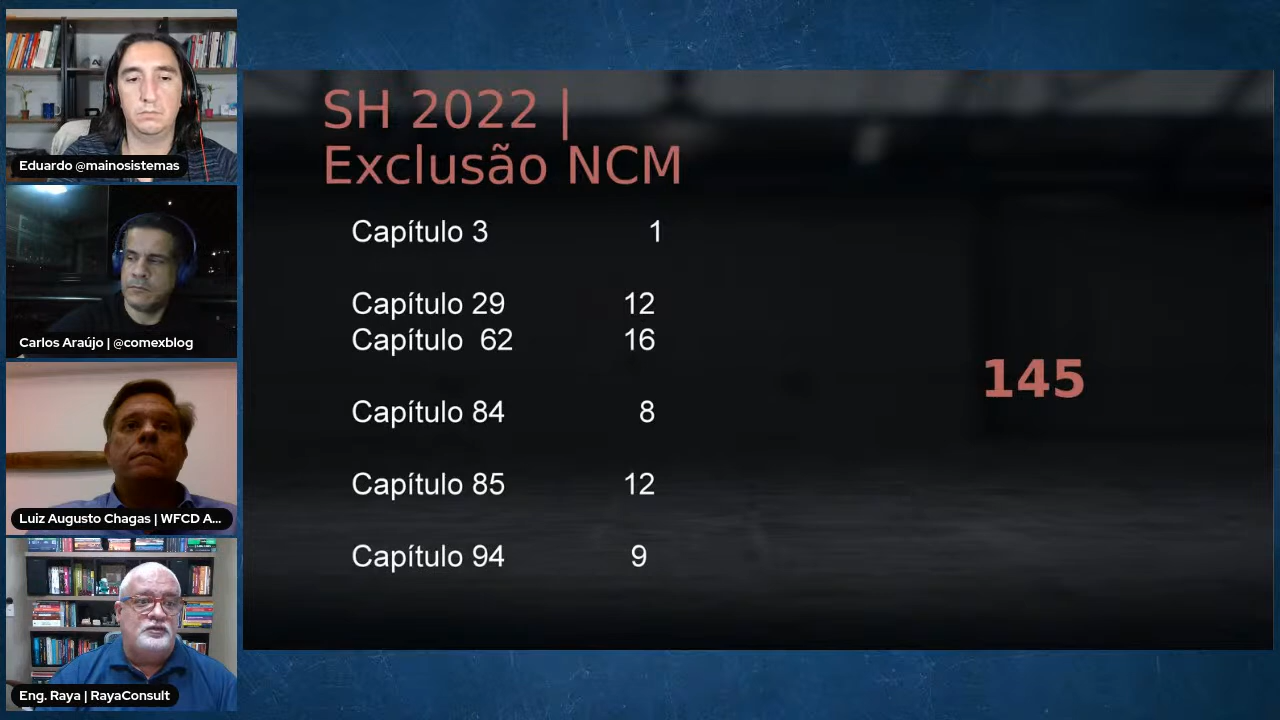 Eduardo @mainosistemas
Carlos Araújo | @comexblog
Luiz Augusto Chagas | WFCD A...
Eng. Raya | RayaConsult
SH 2022 |
Exclusão NCM
Capítulo 3 1
Capítulo 29 12
Capítulo 62 16
Capítulo 84 8
Capítulo 85 12
Capítulo 94 9
145